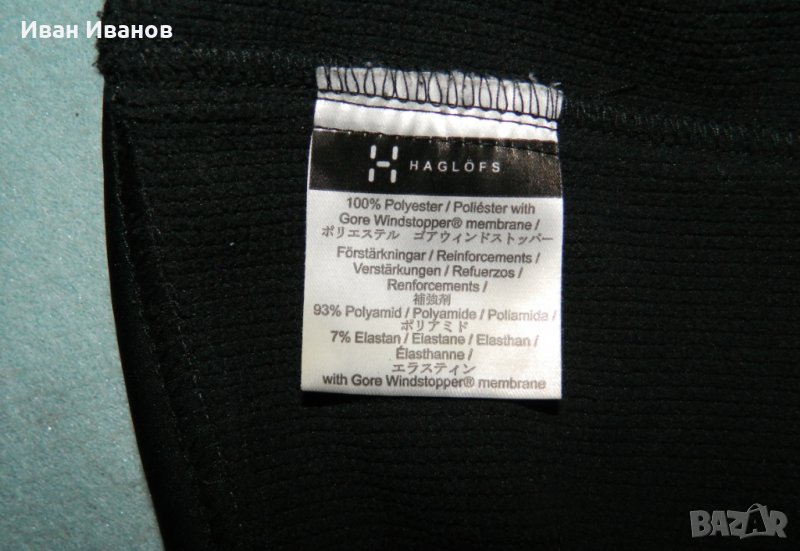 Иван Иванов
HAGLÖFS
100% Polyester / Poliéster with
Gore Windstopper® membrane /
ポリエステル ゴアウィンドストッパー
Förstärkningar / Reinforcements /
Verstärkungen / Refuerzos /
Renforcements /
補強剤
93% Polyamid / Polyamide / Poliamida /
ポリアミド
7% Elastan / Elastane / Elasthan /
Élasthanne /
エラスティン
with Gore Windstopper® membrane
BAZAR